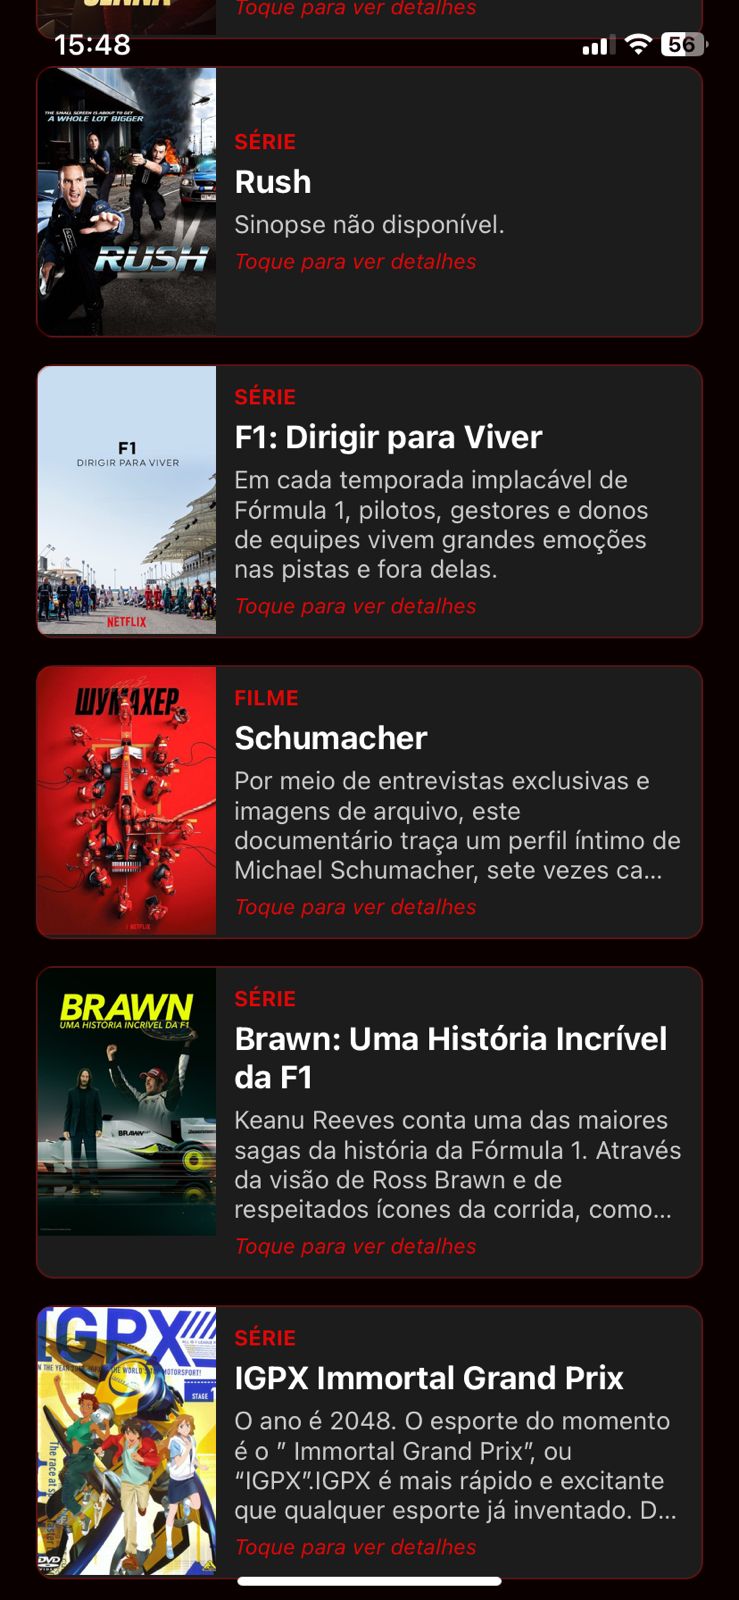 SENNA
Toque para ver detalhes
15:48
56
THE SMALL SCREEN IS ABOUT TO GET
A WHOLE LOT BIGGER
RUSH
SÉRIE
Rush
Sinopse não disponível.
Toque para ver detalhes
F1
DIRIGIR PARA VIVER
NETFLIX
SÉRIE
F1: Dirigir para Viver
Em cada temporada implacável de
Fórmula 1, pilotos, gestores e donos
de equipes vivem grandes emoções
nas pistas e fora delas.
Toque para ver detalhes
ШУМАХЕР
NETFLIX
FILME
Schumacher
Por meio de entrevistas exclusivas e
imagens de arquivo, este
documentário traça um perfil íntimo de
Michael Schumacher, sete vezes ca...
Toque para ver detalhes
BRAWN
UMA HISTÓRIA INCRÍVEL DA F1
BRAWN
SÉRIE
Brawn: Uma História Incrível
da F1
Keanu Reeves conta uma das maiores
sagas da história da Fórmula 1. Através
da visão de Ross Brawn e de
respeitados ícones da corrida, como...
Toque para ver detalhes
IGPX
STAGE
The race at
DVD
SÉRIE
IGPX Immortal Grand Prix
O ano é 2048. O esporte do momento
é o ” Immortal Grand Prix”, ou
“IGPX”.IGPX é mais rápido e excitante
que qualquer esporte já inventado. D...
Toque para ver detalhes